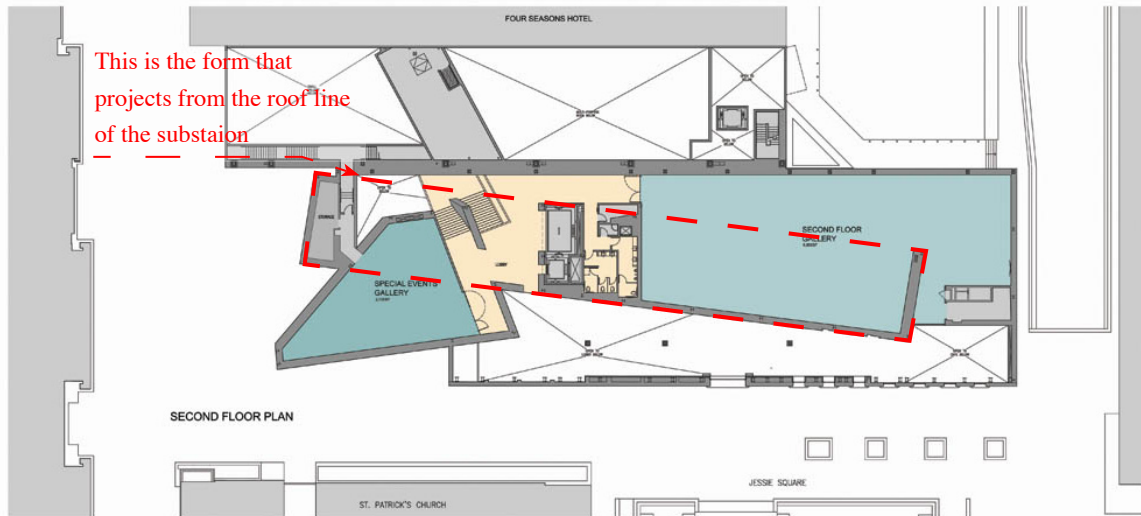 FOUR SEASONS HOTEL
This is the form that
projects from the roof line
of the substaion
STORAGE
SPECIAL EVENTS
GALLERY
LOBBY
SECOND FLOOR
GALLERY
SECOND FLOOR PLAN
JESSIE SQUARE
ST. PATRICK'S CHURCH